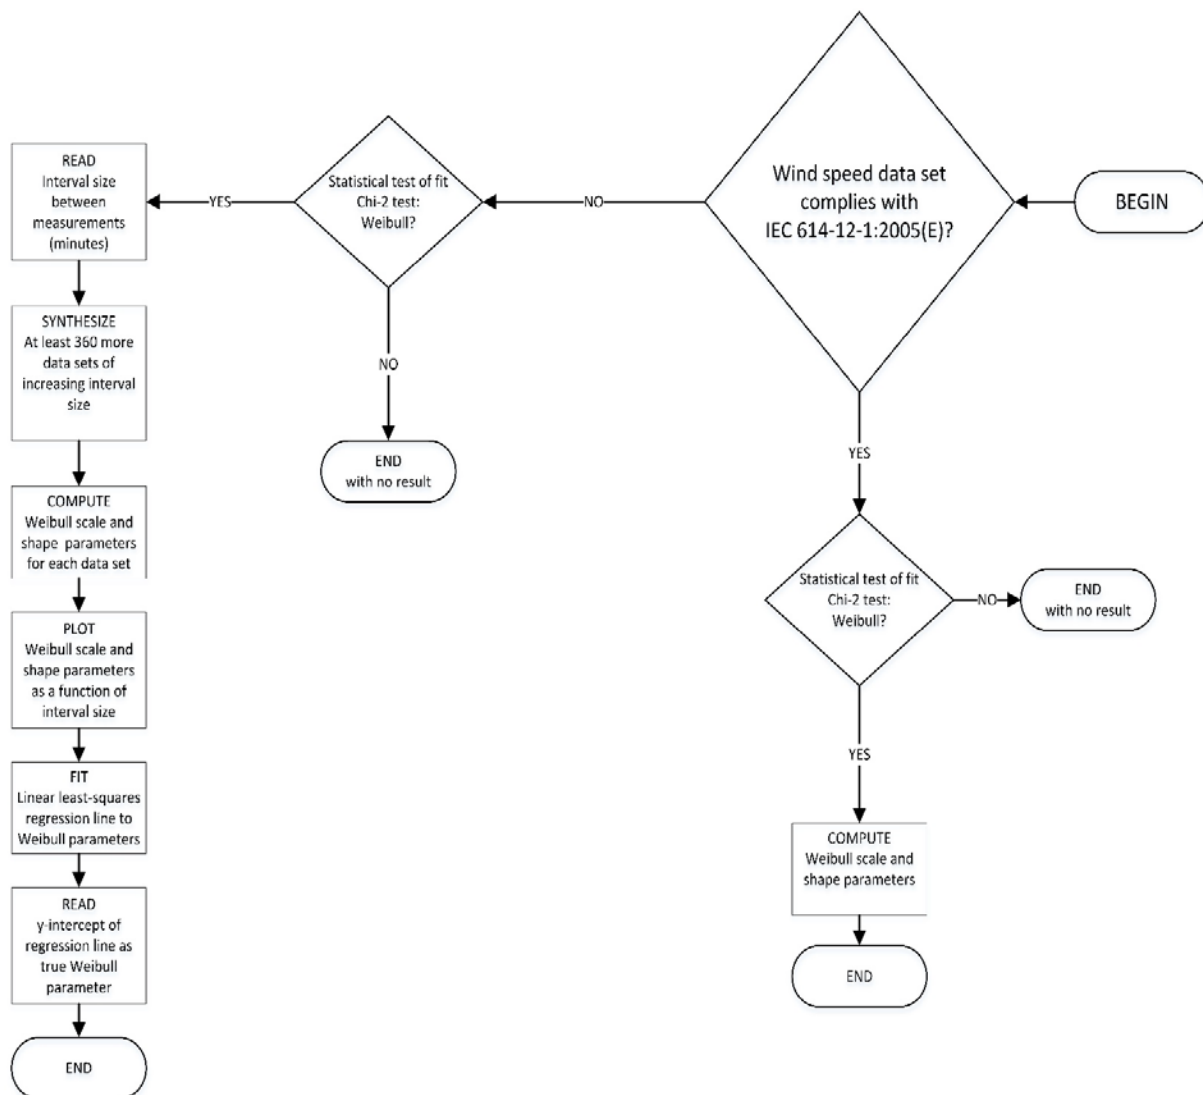 BEGIN
Wind speed data set
complies with
IEC 614-12-1:2005(E)?
NO
Statistical test of fit
Chi-2 test:
Weibull?
YES
READ
Interval size
between
measurements
(minutes)
SYNTHESIZE
At least 360 more
data sets of
increasing interval
size
COMPUTE
Weibull scale and
shape parameters
for each data set
PLOT
Weibull scale and
shape parameters
as a function of
interval size
FIT
Linear least-squares
regression line to
Weibull parameters
READ
y-intercept of
regression line as
true Weibull
parameter
END
NO
END
with no result
YES
Statistical test of fit
Chi-2 test:
Weibull?
NO
END
with no result
YES
COMPUTE
Weibull scale and
shape parameters
END